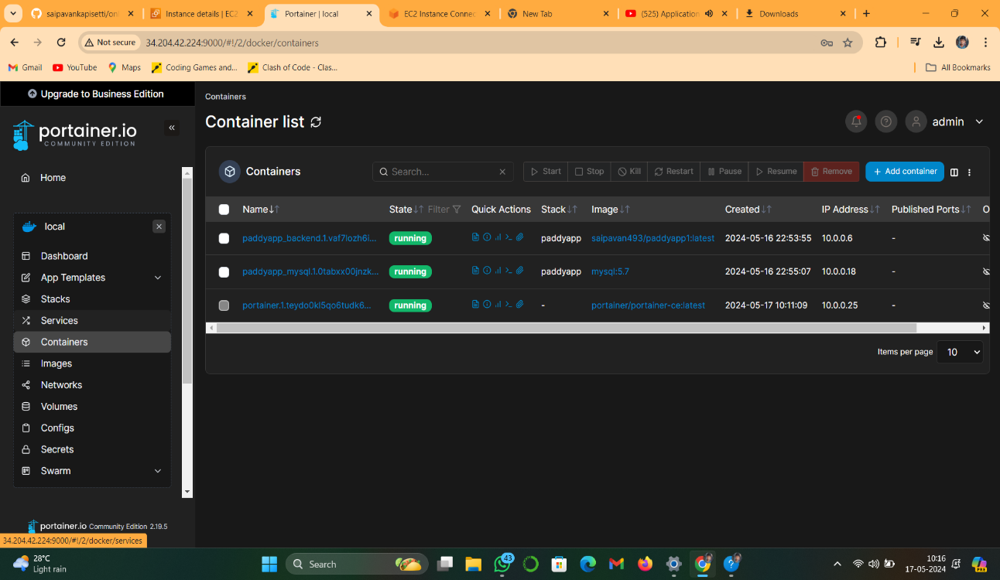 saipavankapisetti/onl
Instance details | EC2
Portainer | local
EC2 Instance Connec
New Tab
(525) Application
Downloads
Not secure
34.204.42.224:9000/#!/2/docker/containers
Gmail
YouTube
Maps
Coding Games and...
Clash of Code - Clas...
All Bookmarks
Upgrade to Business Edition
portainer.io
COMMUNITY EDITION
Home
local
Dashboard
App Templates
Stacks
Services
Containers
Images
Networks
Volumes
Configs
Secrets
Swarm
portainer.io Community Edition 2.19.5
34.204.42.224:9000/#!/2/docker/services
Containers
Container list
admin
Containers
Search...
Start
Stop
Kill
Restart
Pause
Resume
Remove
+ Add container
Name State Filter Quick Actions Stack Image Created IP Address Published Ports O
paddyapp_backend.1.vaf7lozh6i... running paddyapp saipavan493/paddyapp1:latest 2024-05-16 22:53:55 10.0.0.6 -
paddyapp_mysql.1.0tabxx00jnzk... running paddyapp mysql:5.7 2024-05-16 22:55:07 10.0.0.18 -
portainer.1.teydo0kl5qo6tudk6... running - portainer/portainer-ce:latest 2024-05-17 10:11:09 10.0.0.25 -
Items per page 10
28°C
Light rain
Search
43
10:16
17-05-2024
PRE